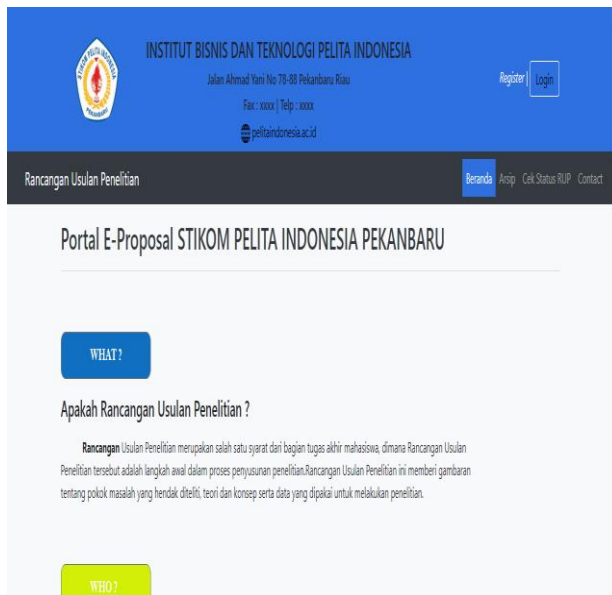 INSTITUT BISNIS DAN TEKNOLOGI PELITA INDONESIA
Jalan Ahmad Yani No 78-88 Pekanbaru Riau
Fax : xxxx | Telp : xxxx
pelitaindonesia.ac.id
Register | Login
Rancangan Usulan Penelitian
Beranda Arsip Cek Status RUP Contact
Portal E-Proposal STIKOM PELITA INDONESIA PEKANBARU
WHAT ?
Apakah Rancangan Usulan Penelitian ?
Rancangan Usulan Penelitian merupakan salah satu syarat dari bagian tugas akhir mahasiswa, dimana Rancangan Usulan
Penelitian tersebut adalah langkah awal dalam proses penyusunan penelitian.Rancangan Usulan Penelitian ini memberi gambaran
tentang pokok masalah yang hendak diteliti, teori dan konsep serta data yang dipakai untuk melakukan penelitian.
WHO ?